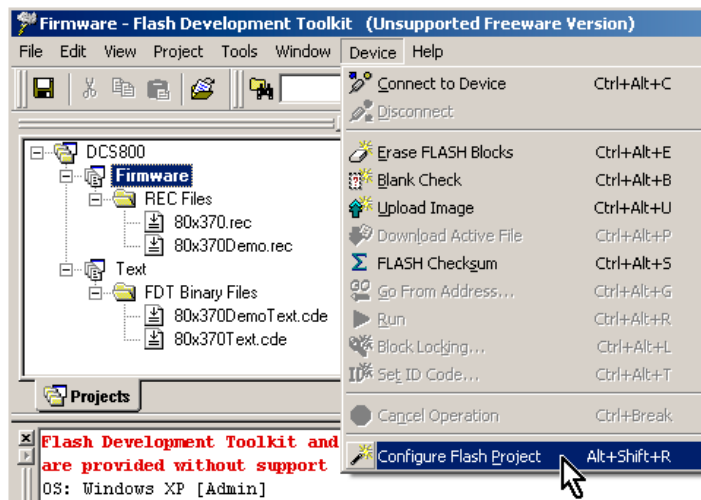 Firmware - Flash Development Toolkit (Unsupported Freeware Version)
File Edit View Project Tools Window Device Help
Connect to Device Ctrl+Alt+C
Disconnect
Erase FLASH Blocks Ctrl+Alt+E
Blank Check Ctrl+Alt+B
Upload Image Ctrl+Alt+U
Download Active File Ctrl+Alt+P
FLASH Checksum Ctrl+Alt+S
Go From Address... Ctrl+Alt+G
Run Ctrl+Alt+R
Block Locking... Ctrl+Alt+L
Set ID Code... Ctrl+Alt+T
Cancel Operation Ctrl+Break
Configure Flash Project Alt+Shift+R
DCS800
Firmware
REC Files
80x370.rec
80x370Demo.rec
Text
FDT Binary Files
80x370DemoText.cde
80x370Text.cde
Projects
Flash Development Toolkit and
are provided without support
OS: Windows XP [Admin]